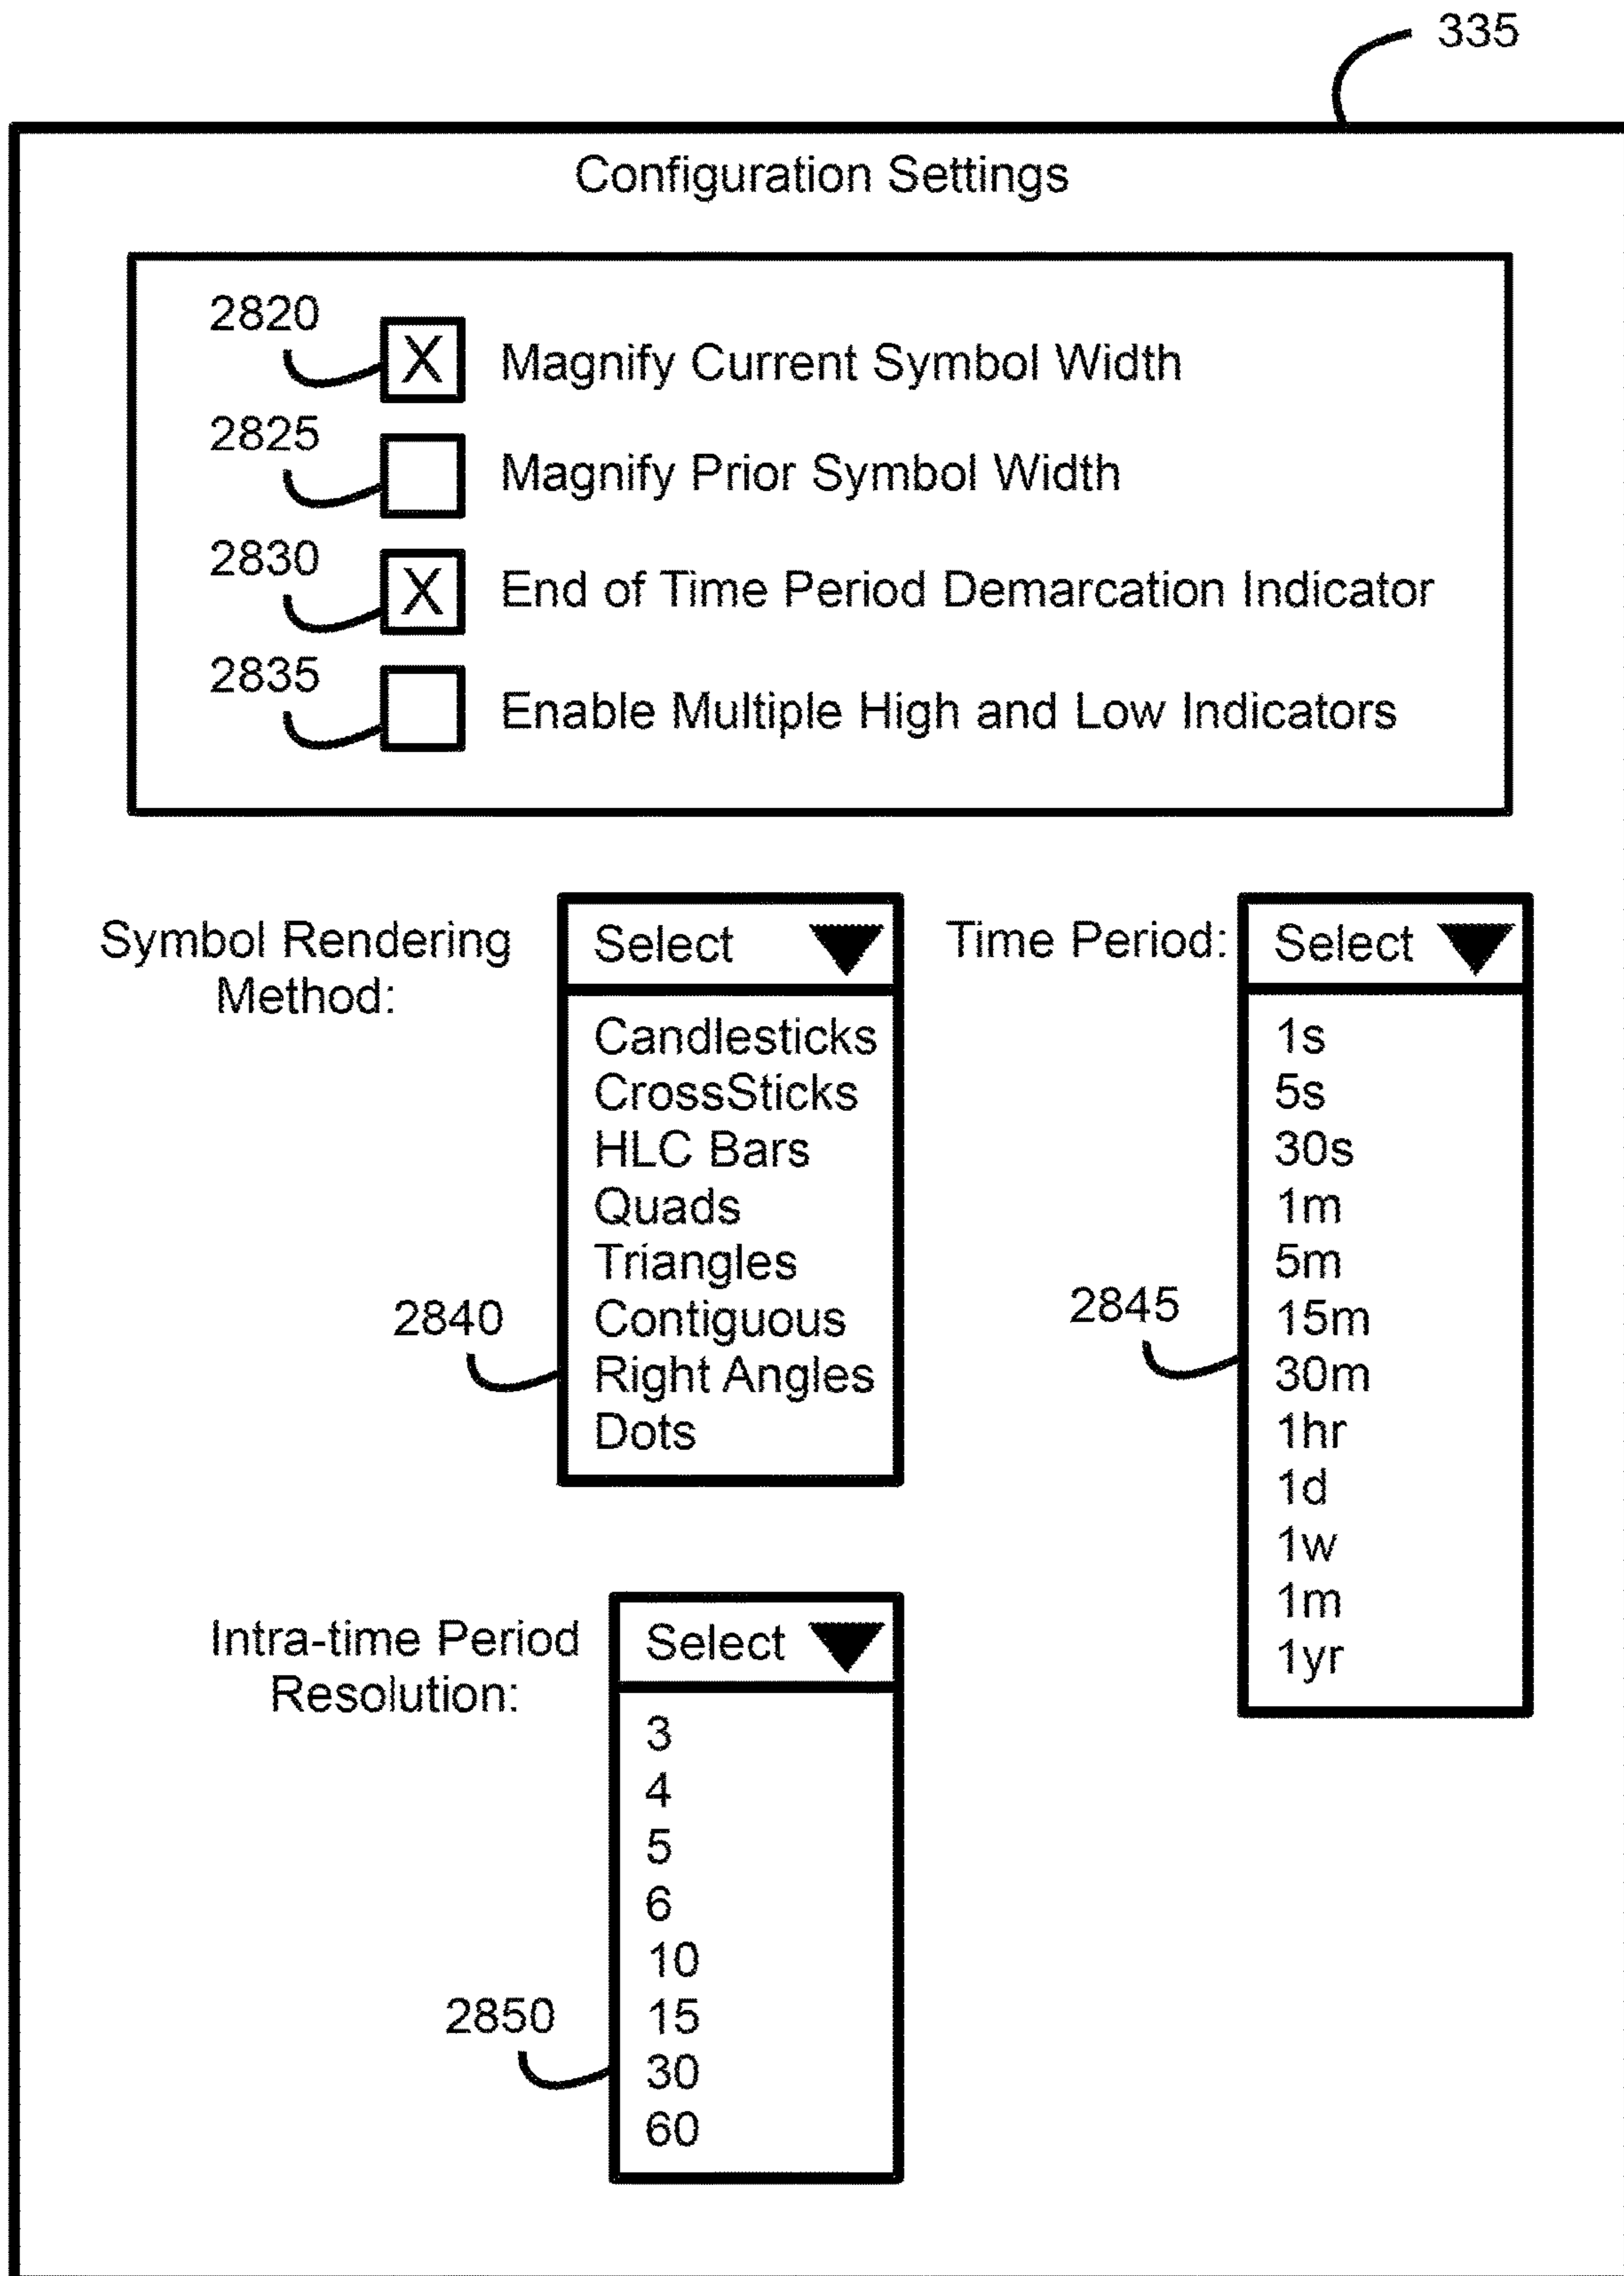 335
Configuration Settings
2820
X Magnify Current Symbol Width
2825
Magnify Prior Symbol Width
2830
X End of Time Period Demarcation Indicator
2835
Enable Multiple High and Low Indicators
Symbol Rendering
Method:
Select
Candlesticks
CrossSticks
HLC Bars
Quads
Triangles
Contiguous
Right Angles
Dots
2840
Time Period:
Select
1s
5s
30s
1m
5m
15m
30m
1hr
1d
1w
1m
1yr
2845
Intra-time Period
Resolution:
Select
3
4
5
6
10
15
30
60
2850